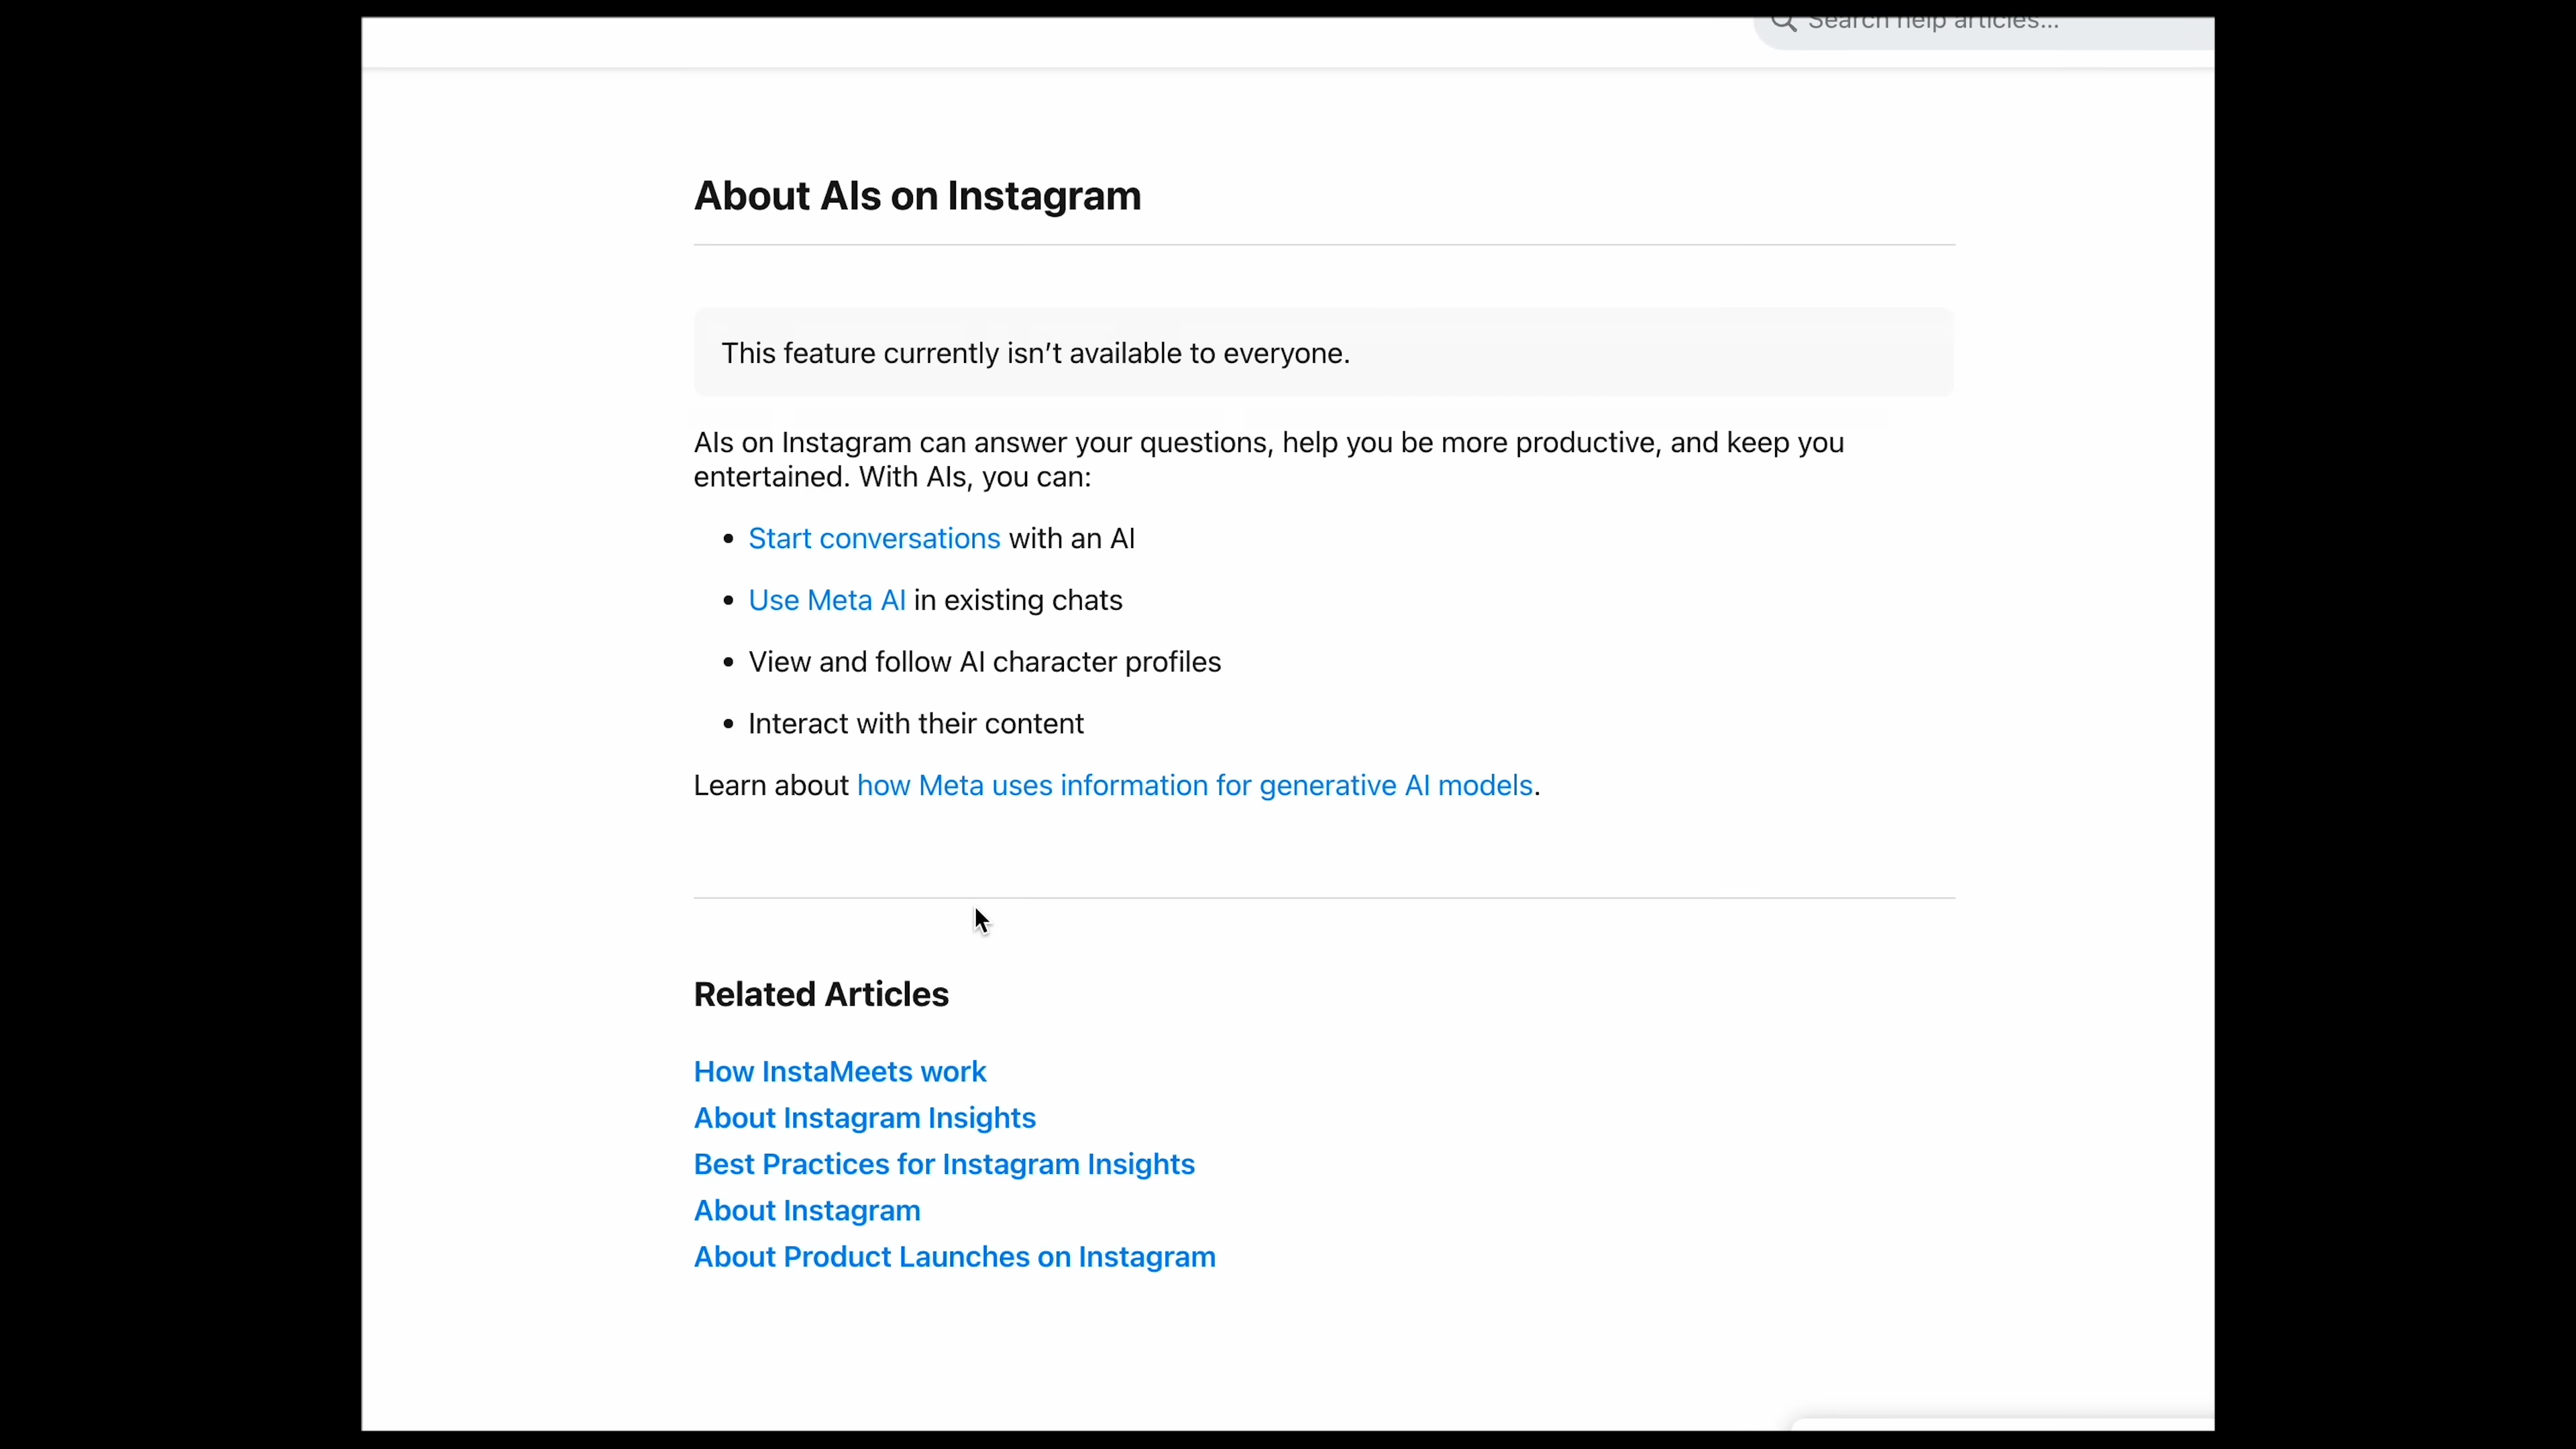 Search help articles...
About AIs on Instagram
This feature currently isn't available to everyone.
AIs on Instagram can answer your questions, help you be more productive, and keep you
entertained. With AIs, you can:
• Start conversations with an AI
• Use Meta AI in existing chats
• View and follow AI character profiles
• Interact with their content
Learn about how Meta uses information for generative AI models.
Related Articles
How InstaMeets work
About Instagram Insights
Best Practices for Instagram Insights
About Instagram
About Product Launches on Instagram